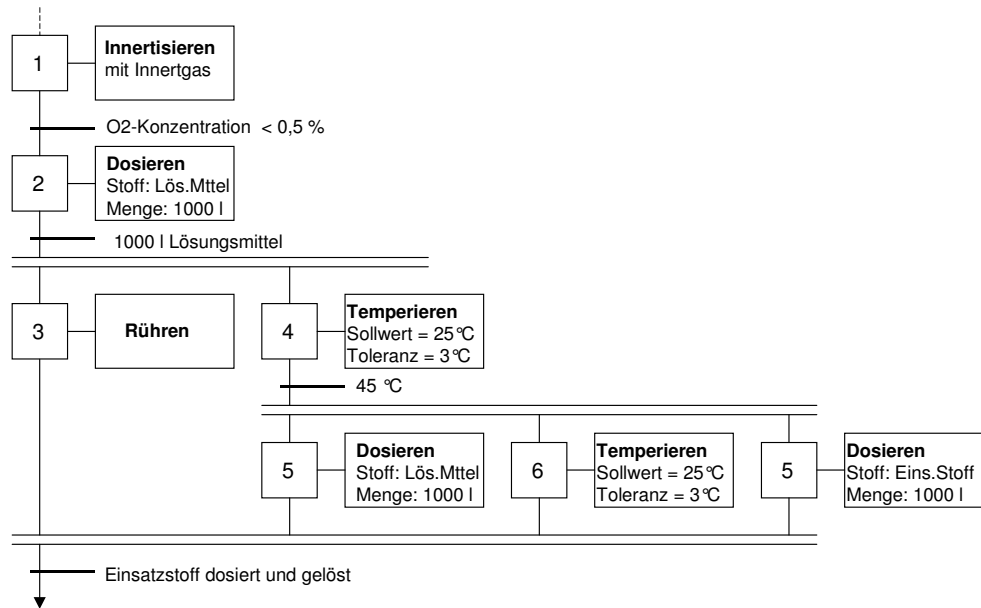 1
Innertisieren
mit Innertgas
O2-Konzentration < 0,5 %
2
Dosieren
Stoff: Lös.Mttel
Menge: 1000 l
1000 l Lösungsmittel
3
Rühren
4
Temperieren
Sollwert = 25°C
Toleranz = 3°C
45 °C
5
Dosieren
Stoff: Lös.Mttel
Menge: 1000 l
6
Temperieren
Sollwert = 25°C
Toleranz = 3°C
5
Dosieren
Stoff: Eins.Stoff
Menge: 1000 l
Einsatzstoff dosiert und gelöst